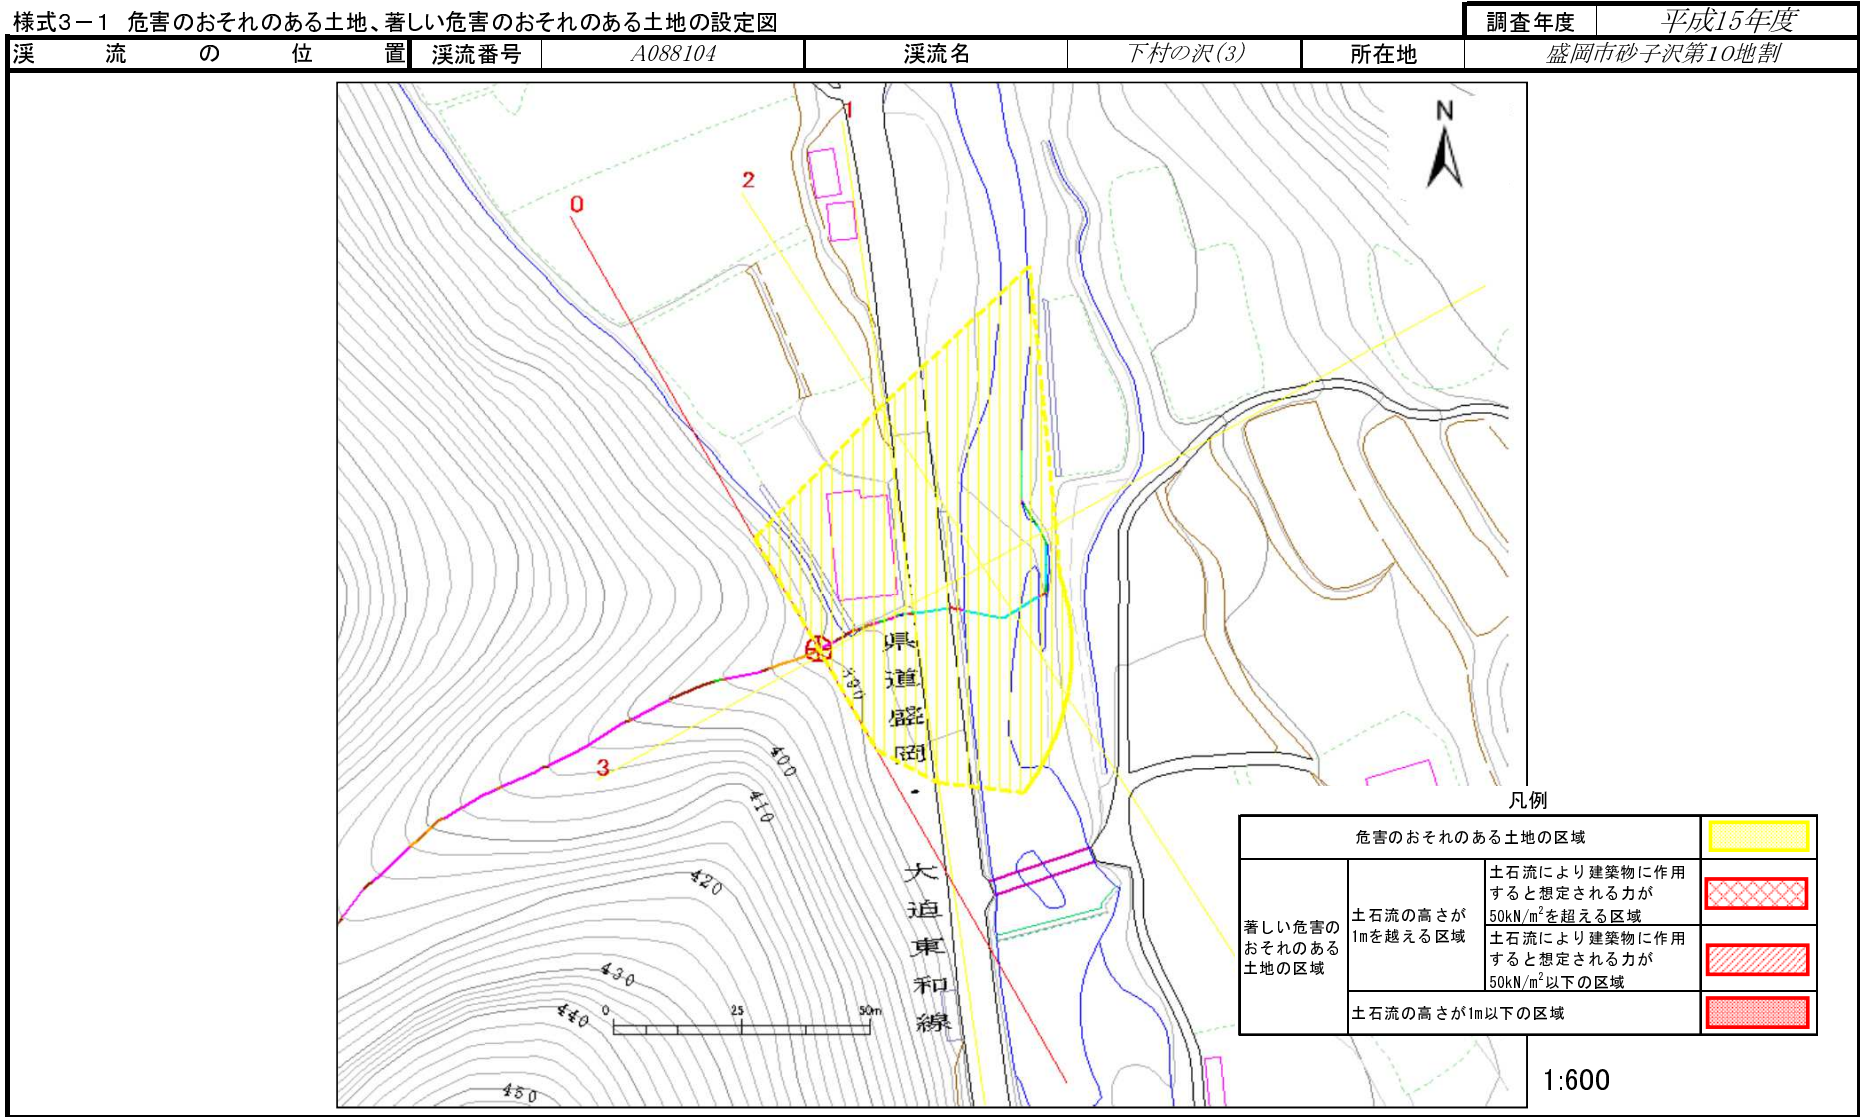 様式3－1 危害のおそれのある土地、著しい危害のおそれのある土地の設定図
調査年度 平成15年度
渓流の位置 渓流番号 A088104 渓流名 下村の沢(3) 所在地 盛岡市砂子沢第10地割
1
N
2
0
県道盛岡・大迫東和線
390
3
400
410
420
430
440
450
0 25 50m
凡例
危害のおそれのある土地の区域
著しい危害の
おそれのある
土地の区域
土石流の高さが
1mを越える区域
土石流により建築物に作用
すると想定される力が
50kN/m²を超える区域
土石流により建築物に作用
すると想定される力が
50kN/m²以下の区域
土石流の高さが1m以下の区域
1:600